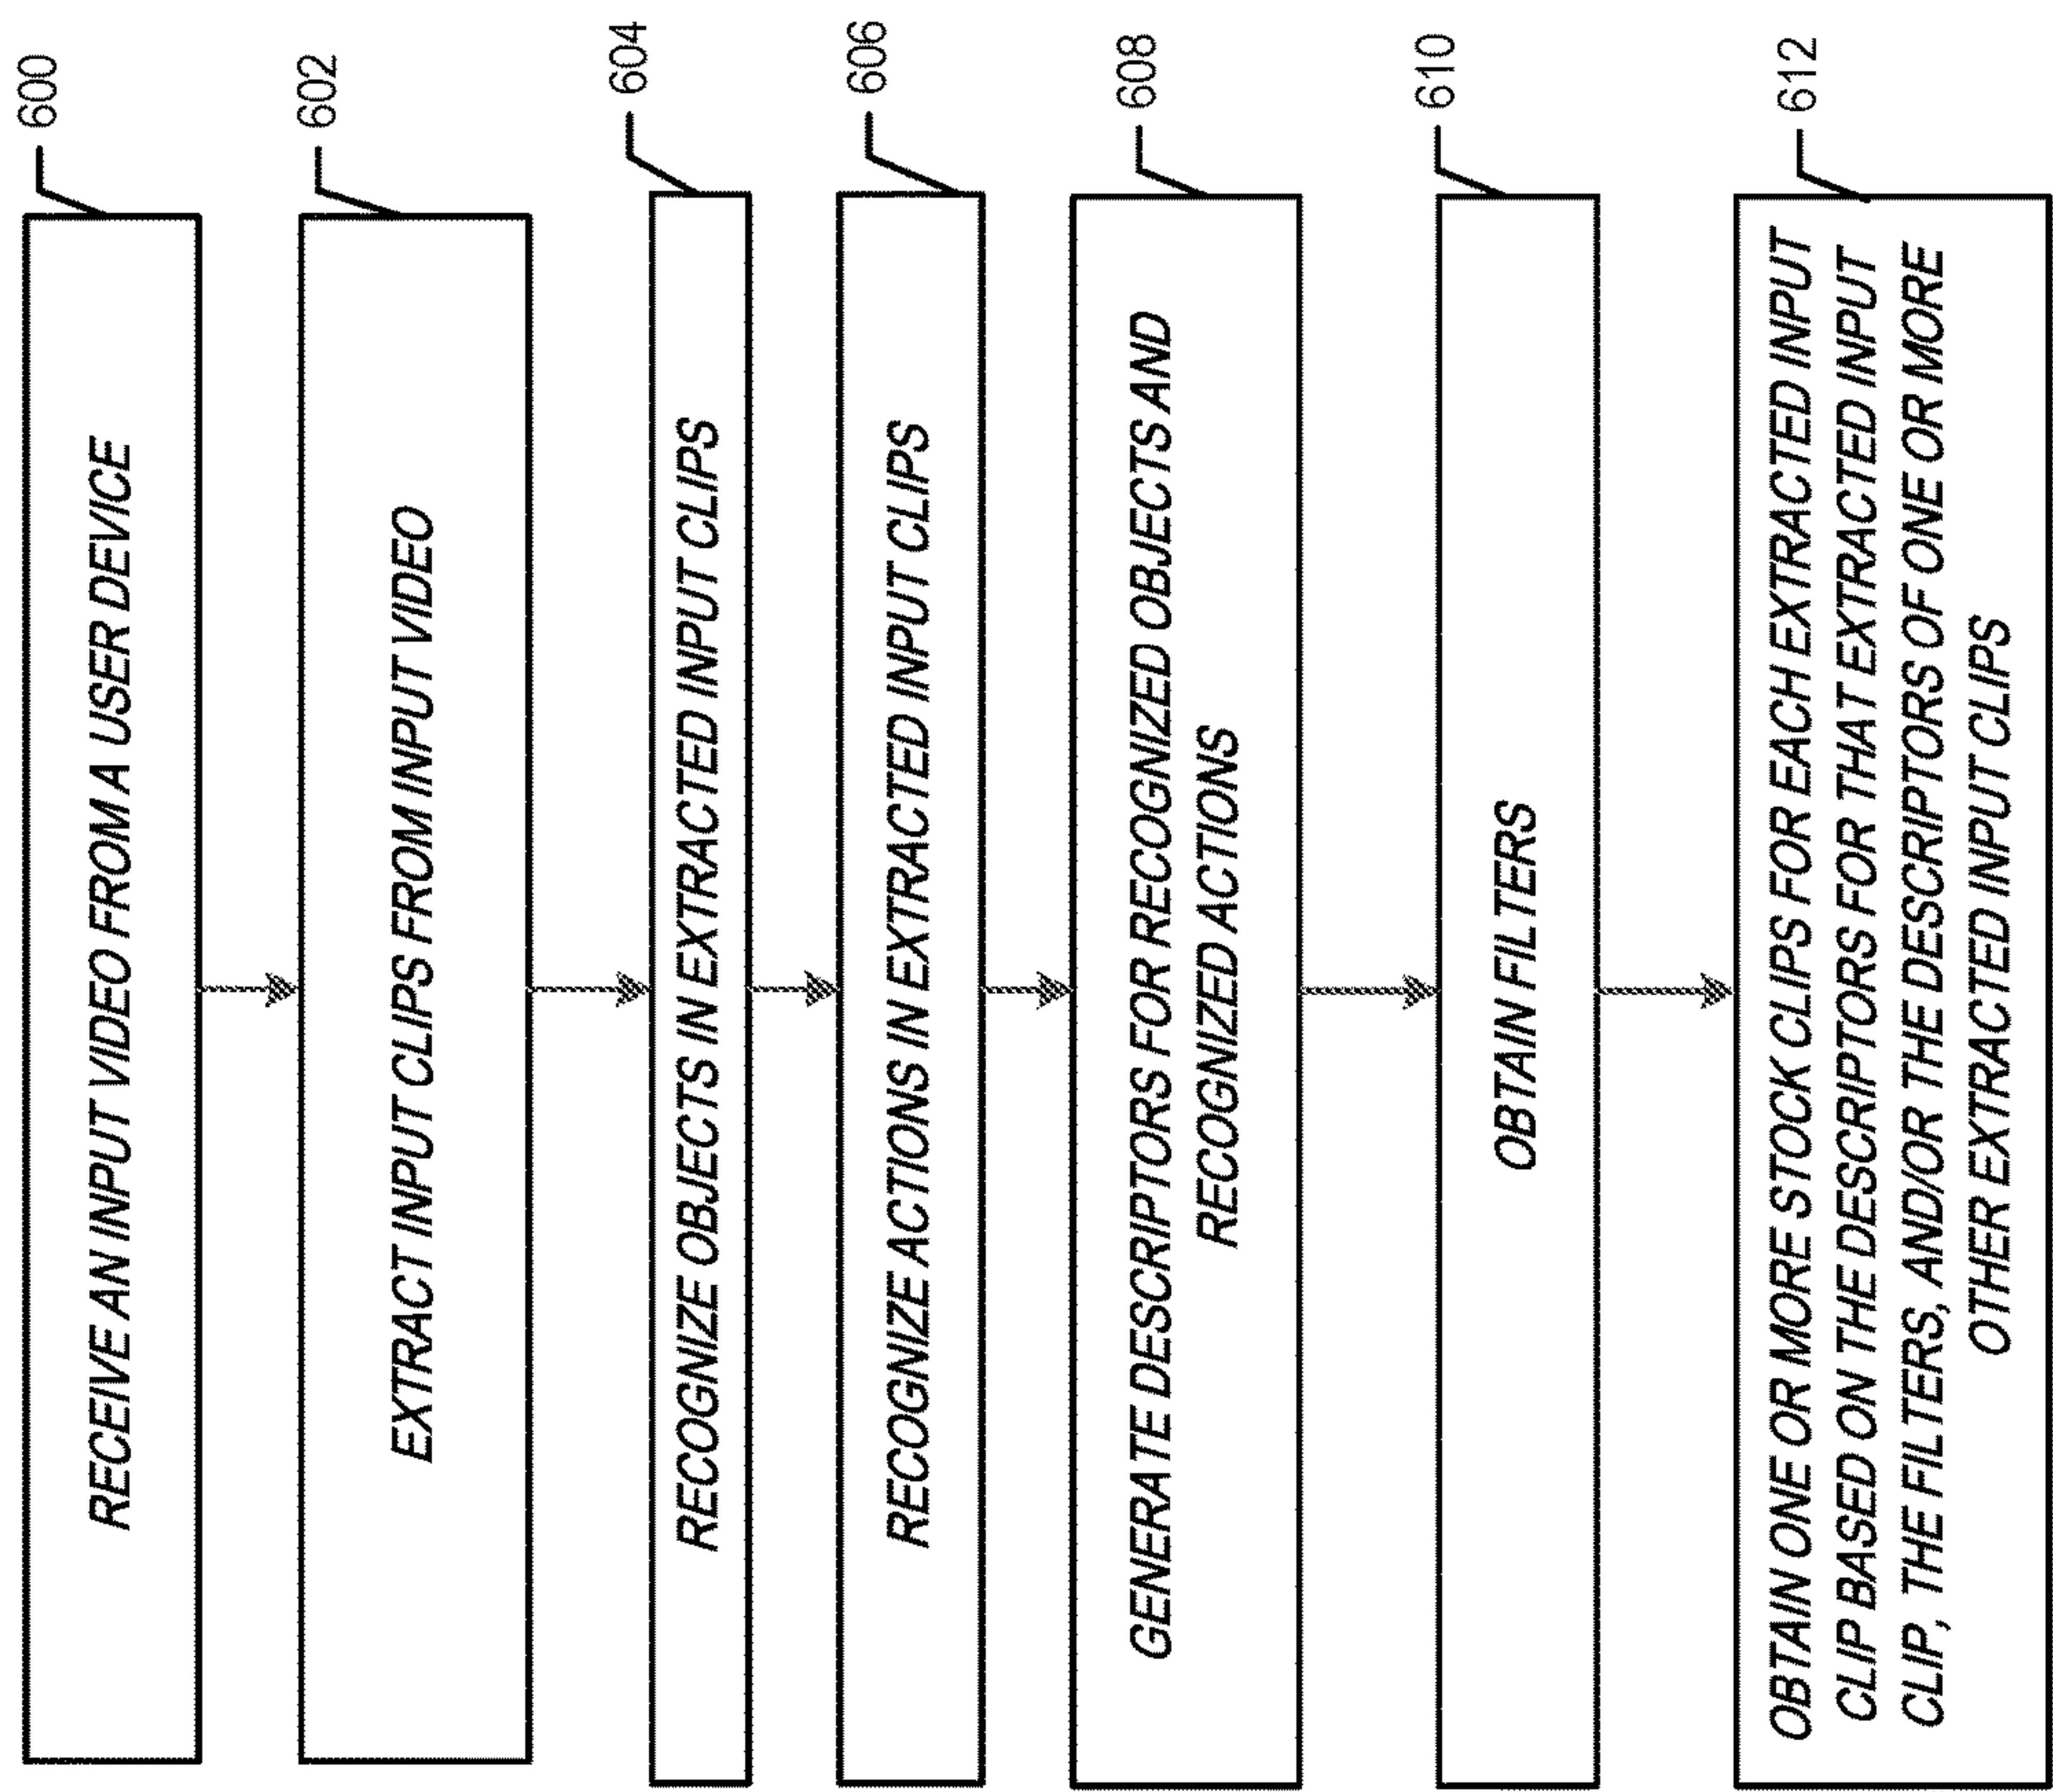 600
RECEIVE AN INPUT VIDEO FROM A USER DEVICE
602
EXTRACT INPUT CLIPS FROM INPUT VIDEO
604
RECOGNIZE OBJECTS IN EXTRACTED INPUT CLIPS
606
RECOGNIZE ACTIONS IN EXTRACTED INPUT CLIPS
608
GENERATE DESCRIPTORS FOR RECOGNIZED OBJECTS AND
RECOGNIZED ACTIONS
610
OBTAIN FILTERS
612
OBTAIN ONE OR MORE STOCK CLIPS FOR EACH EXTRACTED INPUT
CLIP BASED ON THE DESCRIPTORS FOR THAT EXTRACTED INPUT
CLIP, THE FILTERS, AND/OR THE DESCRIPTORS OF ONE OR MORE
OTHER EXTRACTED INPUT CLIPS